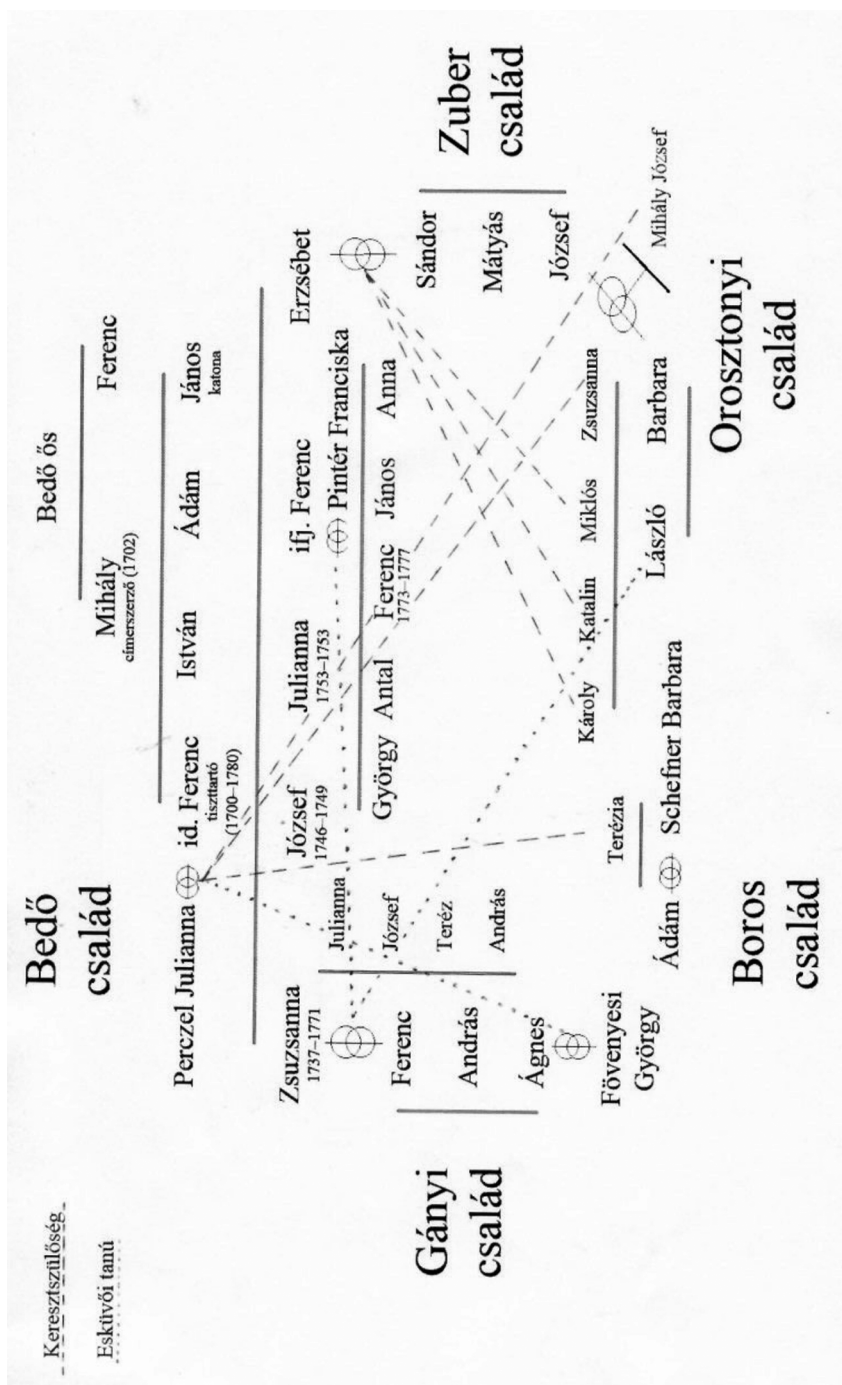 Keresztszülőség
Esküvői tanú
Bedő
család
Bedő ős
Mihály
címerszerző (1702)
Ferenc
Perczel Julianna
id. Ferenc
tiszttartó
(1700–1780)
István
Ádám
János
katona
Zsuzsanna
1737–1771
József
1746–1749
Julianna
1753–1753
ifj. Ferenc
Erzsébet
Pintér Franciska
Julianna
József
Teréz
András
György
Antal
Ferenc
1773–1777
János
Anna
Ferenc
András
Ágnes
Fövenyesi
György
Gányi
család
Sándor
Mátyás
József
Zuber
család
Terézia
Ádám
Schefner Barbara
Boros
család
Károly
Katalin
Miklós
Zsuzsanna
László
Barbara
Mihály József
Orosztonyi
család